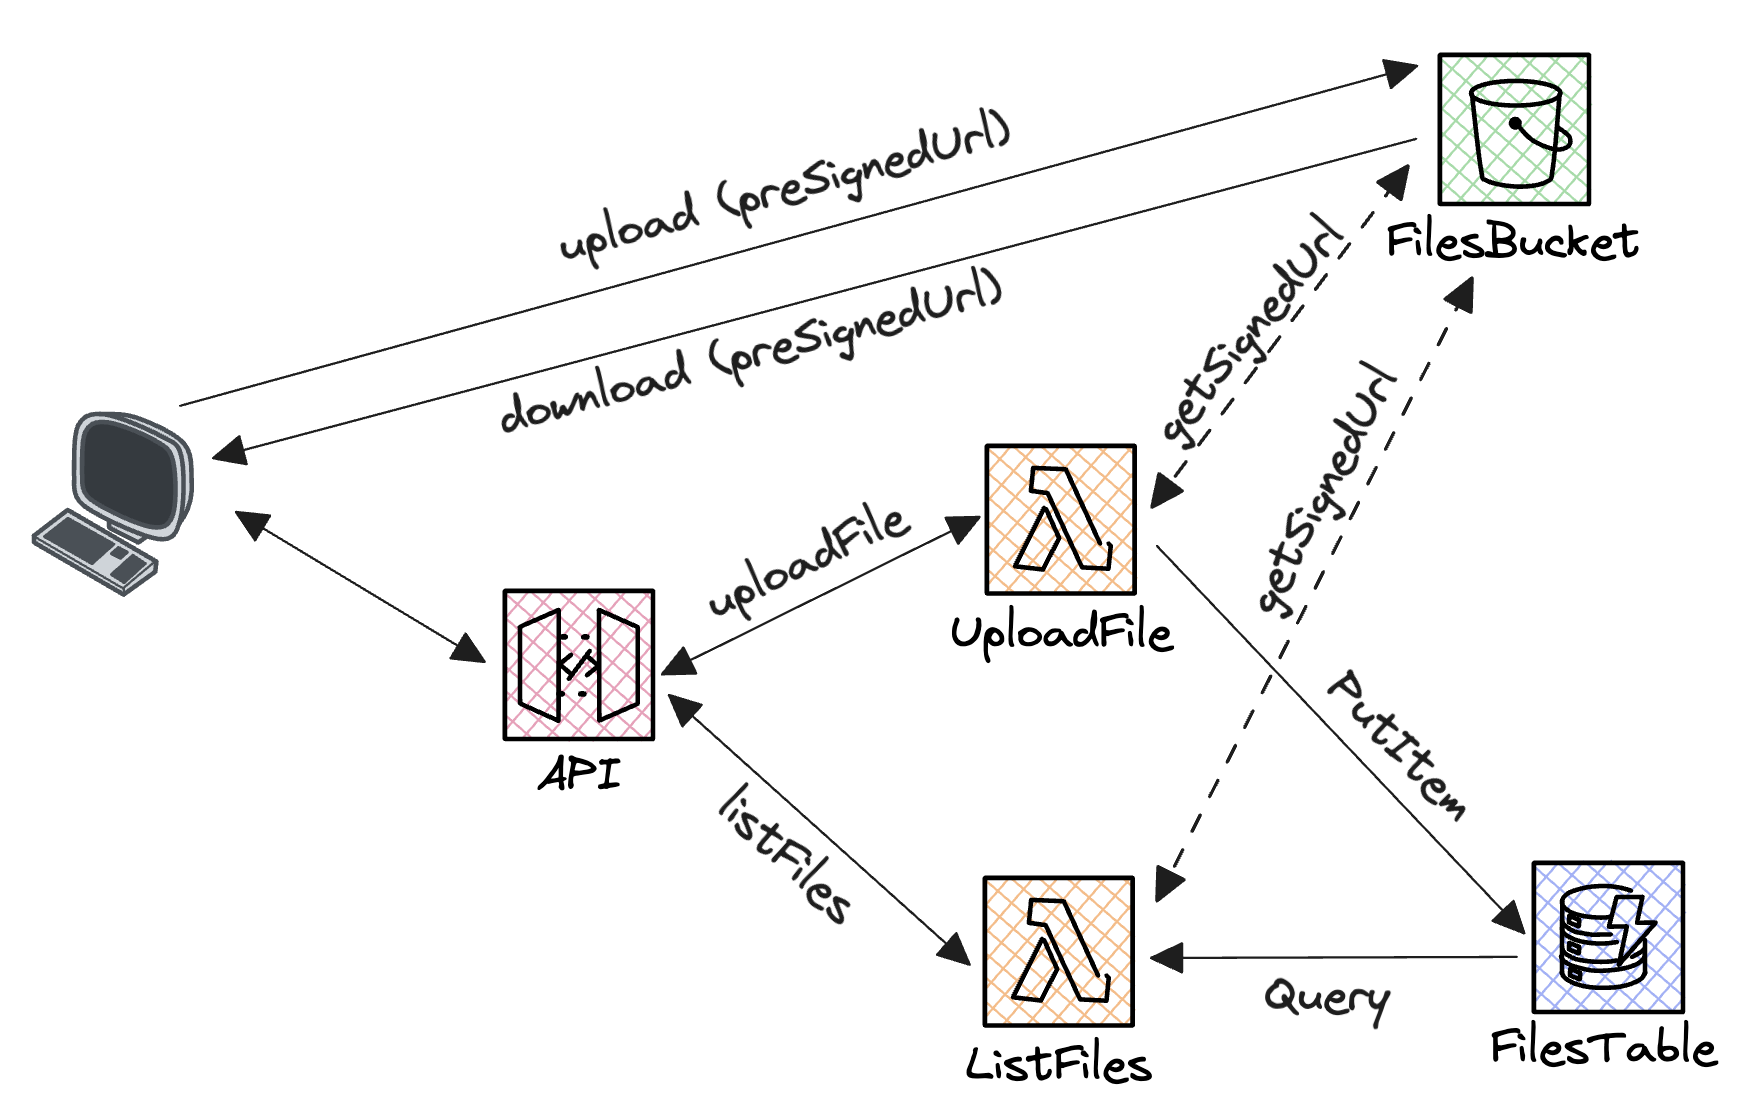 upload (preSignedUrl)
FilesBucket
download (preSignedUrl)
getSignedUrl
getSignedUrl
uploadFile
UploadFile
</>
API
PutItem
listFiles
Query
ListFiles
FilesTable